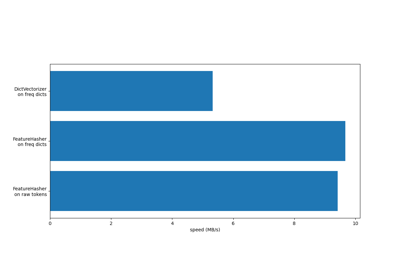 DictVectorizer
on freq dicts
FeatureHasher
on freq dicts
FeatureHasher
on raw tokens
0 2 4 6 8 10
speed (MB/s)